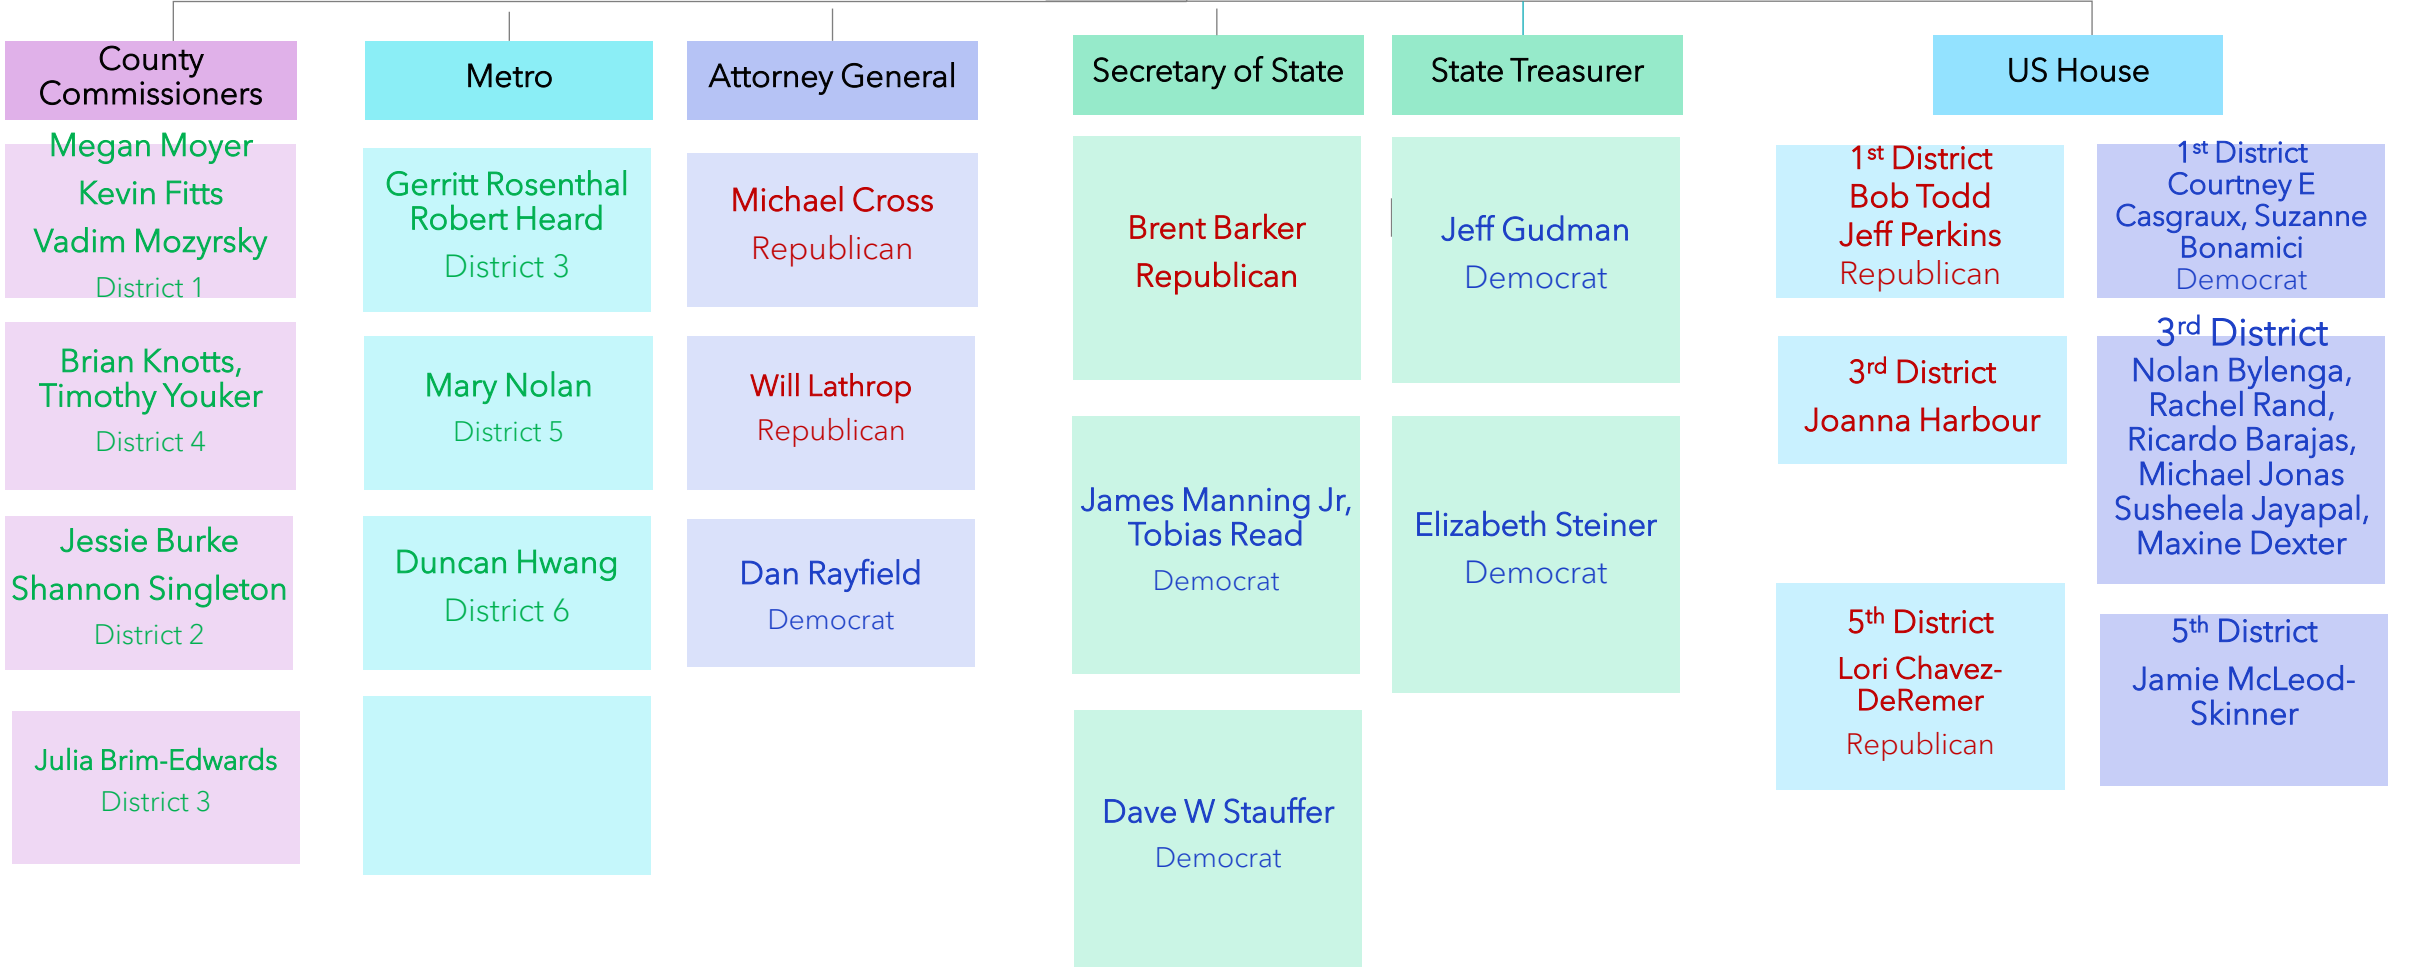 County
Commissioners
Megan Moyer
Kevin Fitts
Vadim Mozyrsky
District 1
Brian Knotts,
Timothy Youker
District 4
Jessie Burke
Shannon Singleton
District 2
Julia Brim-Edwards
District 3
Metro
Gerritt Rosenthal
Robert Heard
District 3
Mary Nolan
District 5
Duncan Hwang
District 6
Attorney General
Michael Cross
Republican
Will Lathrop
Republican
Dan Rayfield
Democrat
Secretary of State
Brent Barker
Republican
James Manning Jr,
Tobias Read
Democrat
Dave W Stauffer
Democrat
State Treasurer
Jeff Gudman
Democrat
Elizabeth Steiner
Democrat
US House
1st District
Bob Todd
Jeff Perkins
Republican
3rd District
Joanna Harbour
5th District
Lori Chavez-
DeRemer
Republican
1st District
Courtney E
Casgraux, Suzanne
Bonamici
Democrat
3rd District
Nolan Bylenga,
Rachel Rand,
Ricardo Barajas,
Michael Jonas
Susheela Jayapal,
Maxine Dexter
5th District
Jamie McLeod-
Skinner